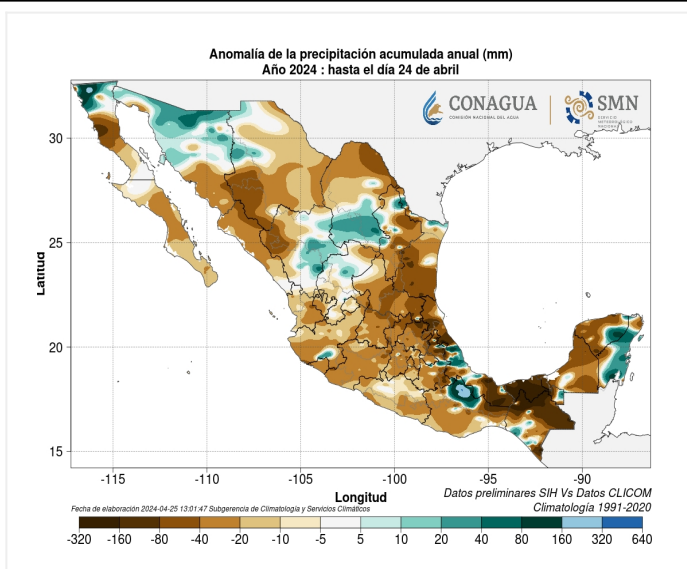 Anomalía de la precipitación acumulada anual (mm)
Año 2024 : hasta el día 24 de abril
CONAGUA
COMISIÓN NACIONAL DEL AGUA
SMN
SERVICIO
METEOROLÓGICO
NACIONAL
30
25
20
15
Latitud
-115 -110 -105 -100 -95 -90
Longitud
Datos preliminares SIH Vs Datos CLICOM
Climatología 1991-2020
Fecha de elaboración 2024-04-25 13:01:47 Subgerencia de Climatología y Servicios Climáticos
-320 -160 -80 -40 -20 -10 -5 5 10 20 40 80 160 320 640